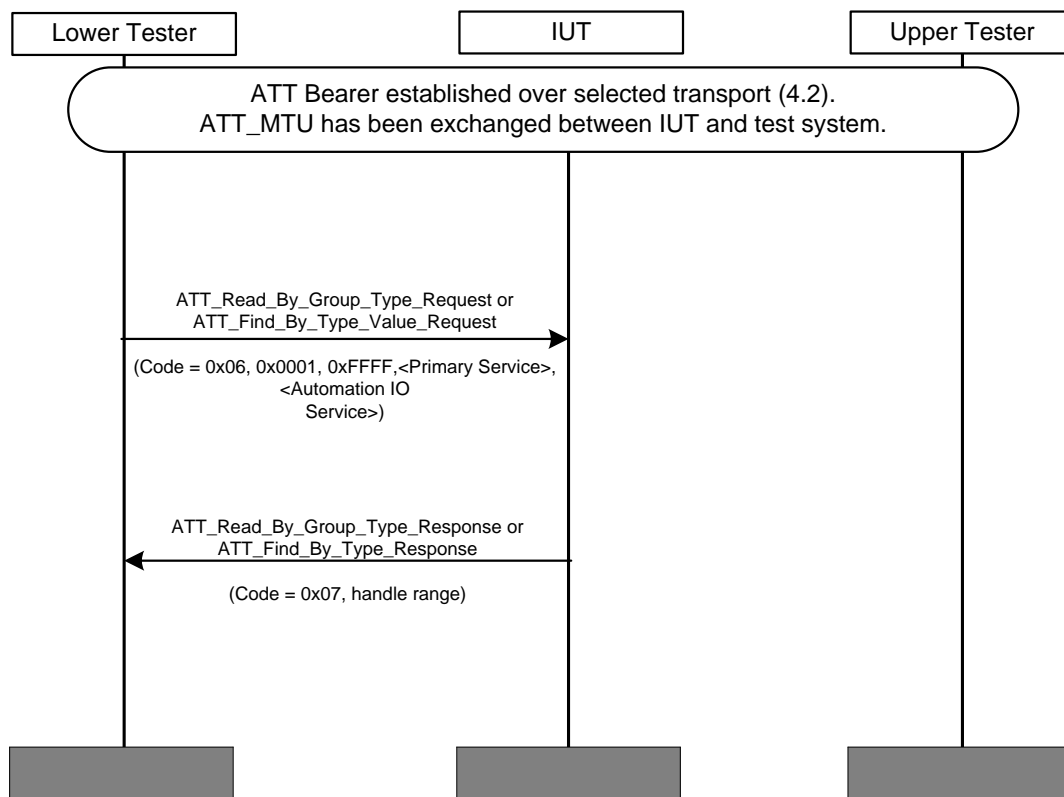 Lower Tester
IUT
Upper Tester
ATT Bearer established over selected transport (4.2).
ATT_MTU has been exchanged between IUT and test system.
ATT_Read_By_Group_Type_Request or
ATT_Find_By_Type_Value_Request
(Code = 0x06, 0x0001, 0xFFFF,<Primary Service>,
<Automation IO
Service>)
ATT_Read_By_Group_Type_Response or
ATT_Find_By_Type_Response
(Code = 0x07, handle range)